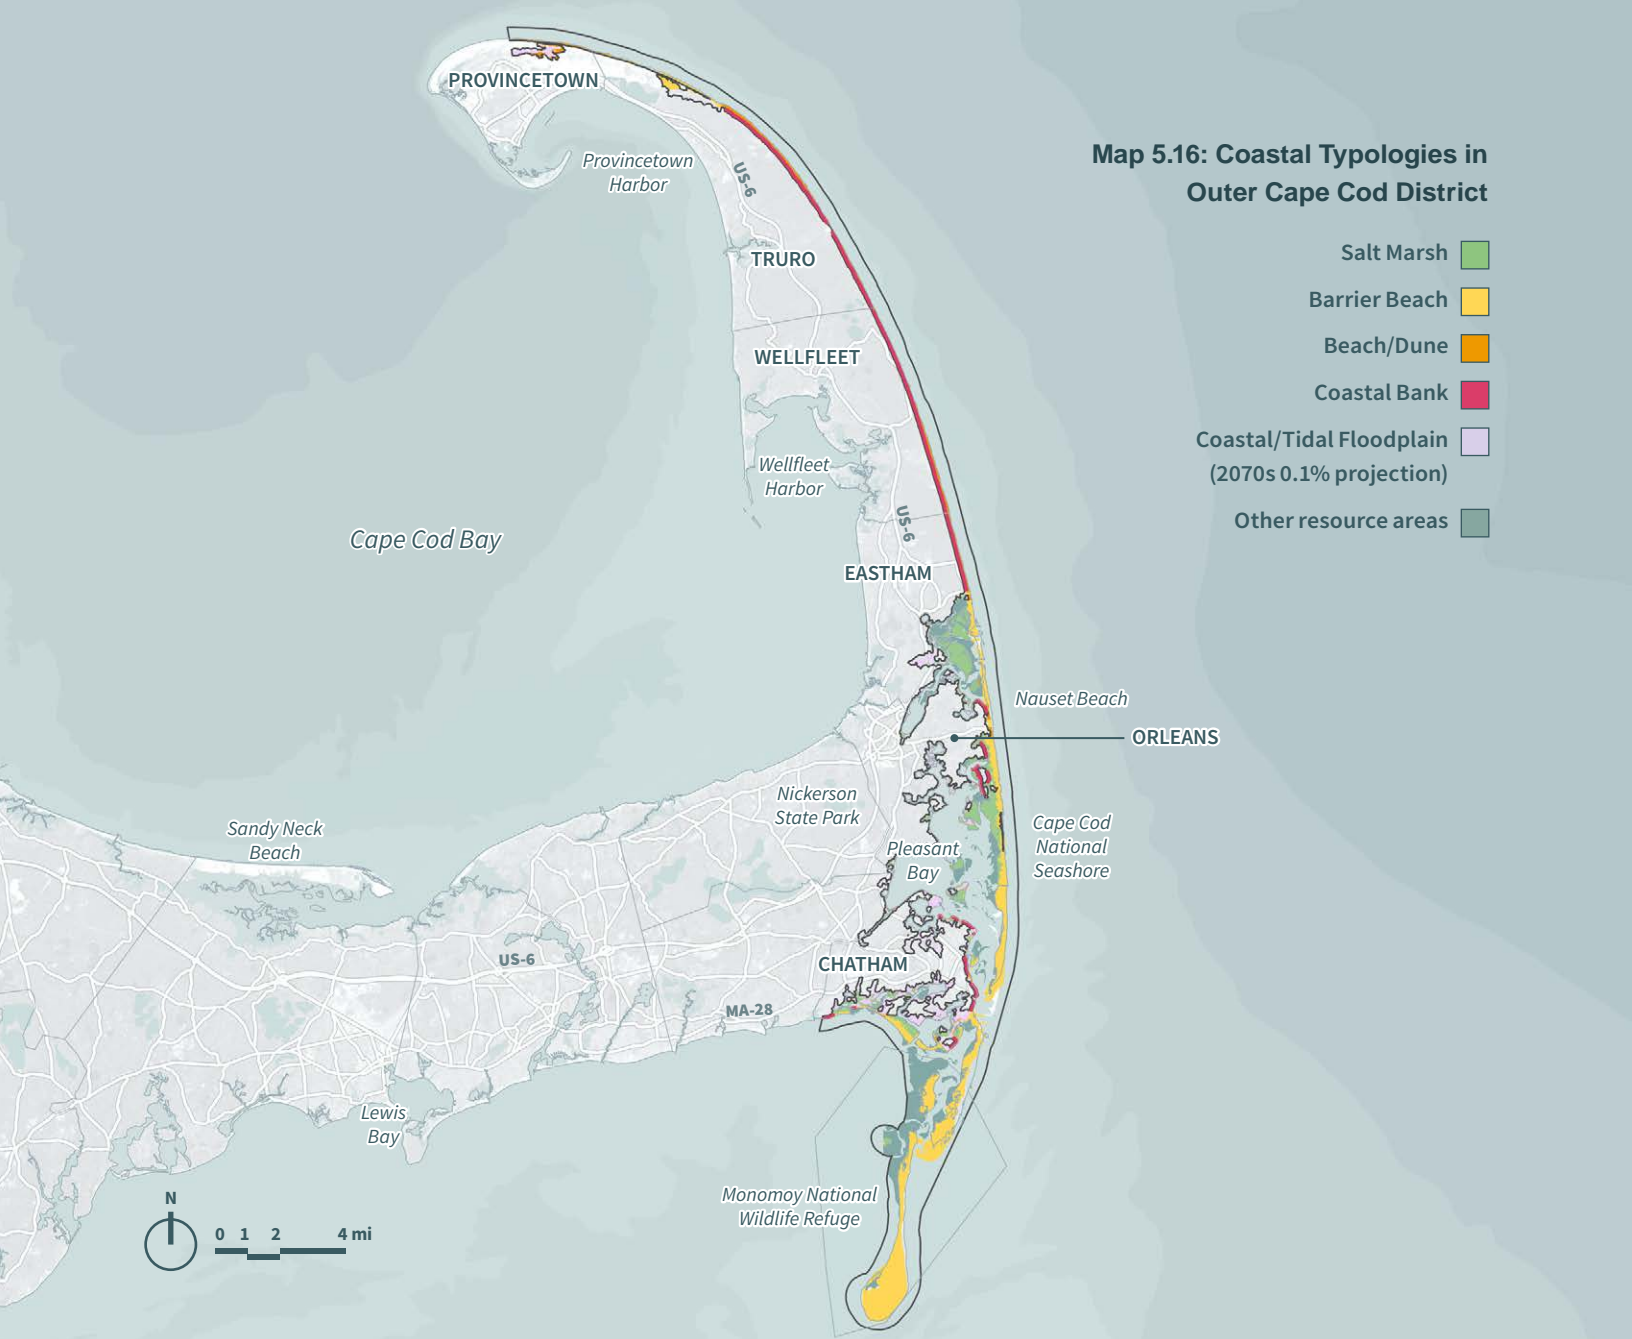 Map 5.16: Coastal Typologies in
Outer Cape Cod District
Salt Marsh
Barrier Beach
Beach/Dune
Coastal Bank
Coastal/Tidal Floodplain
(2070s 0.1% projection)
Other resource areas
PROVINCETOWN
Provincetown
Harbor
US-6
TRURO
WELLFLEET
Wellfleet
Harbor
US-6
Cape Cod Bay
EASTHAM
Nauset Beach
ORLEANS
Nickerson
State Park
Sandy Neck
Beach
Cape Cod
National
Seashore
Pleasant
Bay
US-6
CHATHAM
MA-28
Lewis
Bay
Monomoy National
Wildlife Refuge
N
0 1 2 4 mi